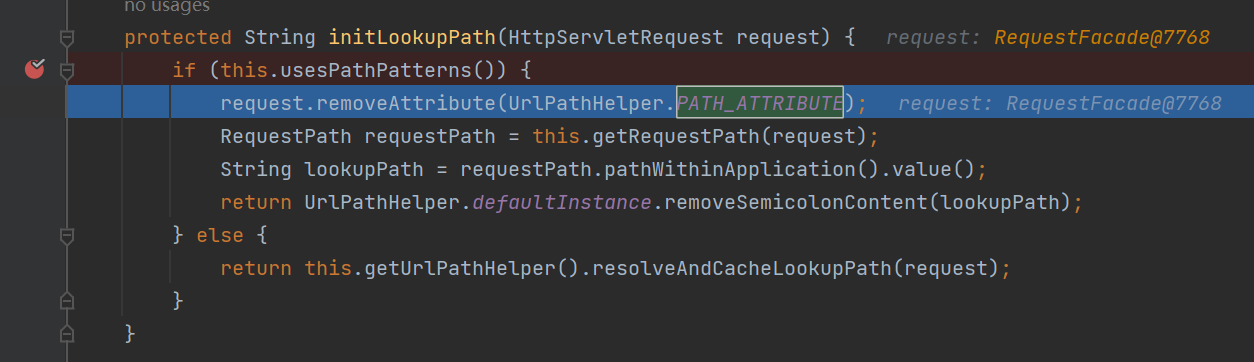 no usages
protected String initLookupPath(HttpServletRequest request) {  request: RequestFacade@7768
if (this.usesPathPatterns()) {
request.removeAttribute(UrlPathHelper.PATH_ATTRIBUTE);  request: RequestFacade@7768
RequestPath requestPath = this.getRequestPath(request);
String lookupPath = requestPath.pathWithinApplication().value();
return UrlPathHelper.defaultInstance.removeSemicolonContent(lookupPath);
} else {
return this.getUrlPathHelper().resolveAndCacheLookupPath(request);
}
}